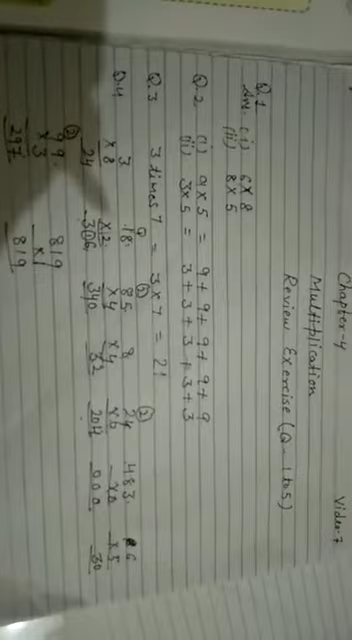 Chapter-4 Video-7
Multiplication
Review Exercise (Q-1 to 5)
Q.1
Ans. (i) 6 x 8
(ii) 8 x 5
Q.2 (i) 9 x 5 = 9 + 9 + 9 + 9 + 9
(ii) 3 x 5 = 3 + 3 + 3 + 3 + 3
Q.3 3 times 7 = 3 x 7 = 21
Q.4 3 18 85 8 24 483 6
x 8 x 4 x 4 x 0 x 5
24 340 32 204 000 30
99 819
x 3 x 1
297 819